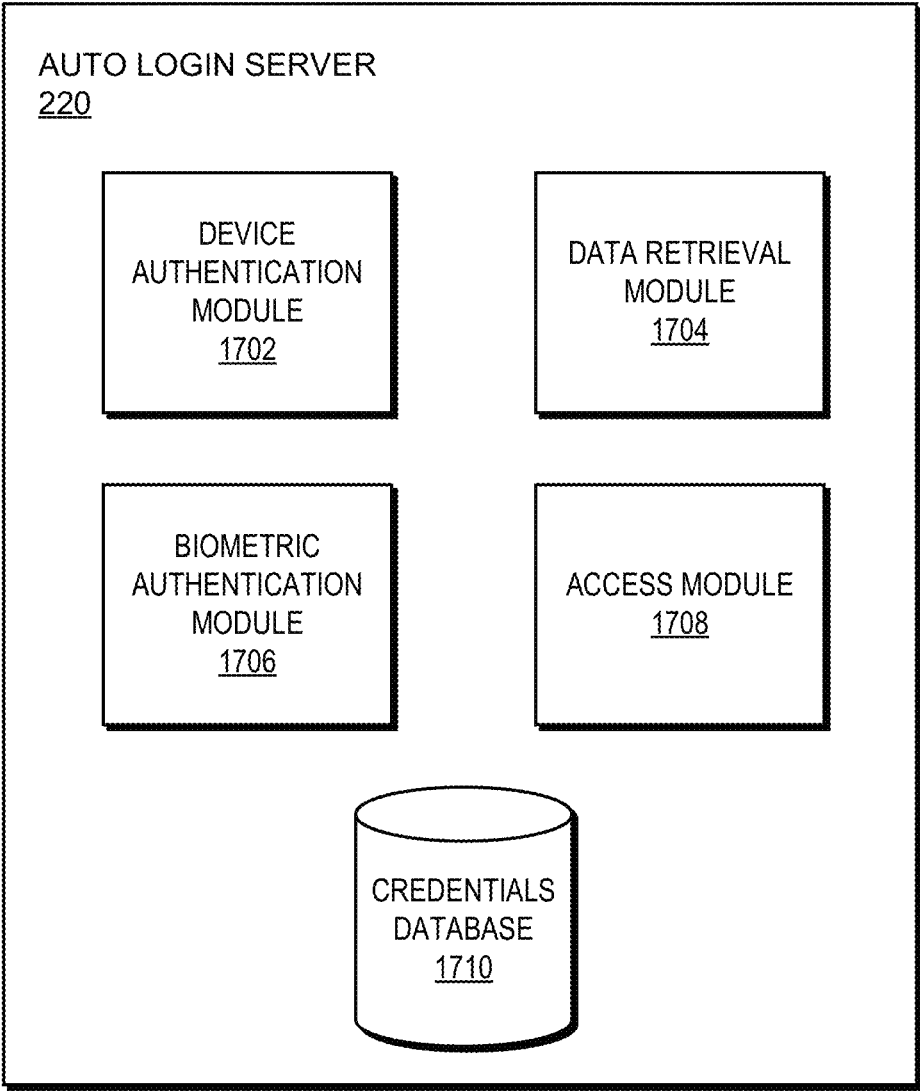 AUTO LOGIN SERVER
220
DEVICE
AUTHENTICATION
MODULE
1702
DATA RETRIEVAL
MODULE
1704
BIOMETRIC
AUTHENTICATION
MODULE
1706
ACCESS MODULE
1708
CREDENTIALS
DATABASE
1710